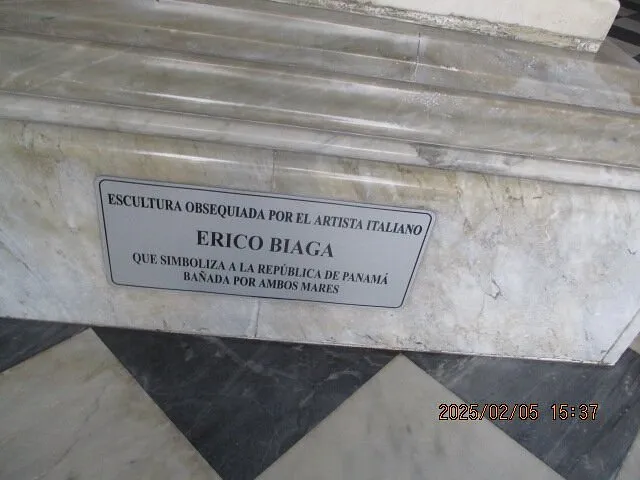 ESCULTURA OBSEQUIADA POR EL ARTISTA ITALIANO
ERICO BIAGA
QUE SIMBOLIZA A LA REPÚBLICA DE PANAMÁ
BAÑADA POR AMBOS MARES
2025/02/05 15:37